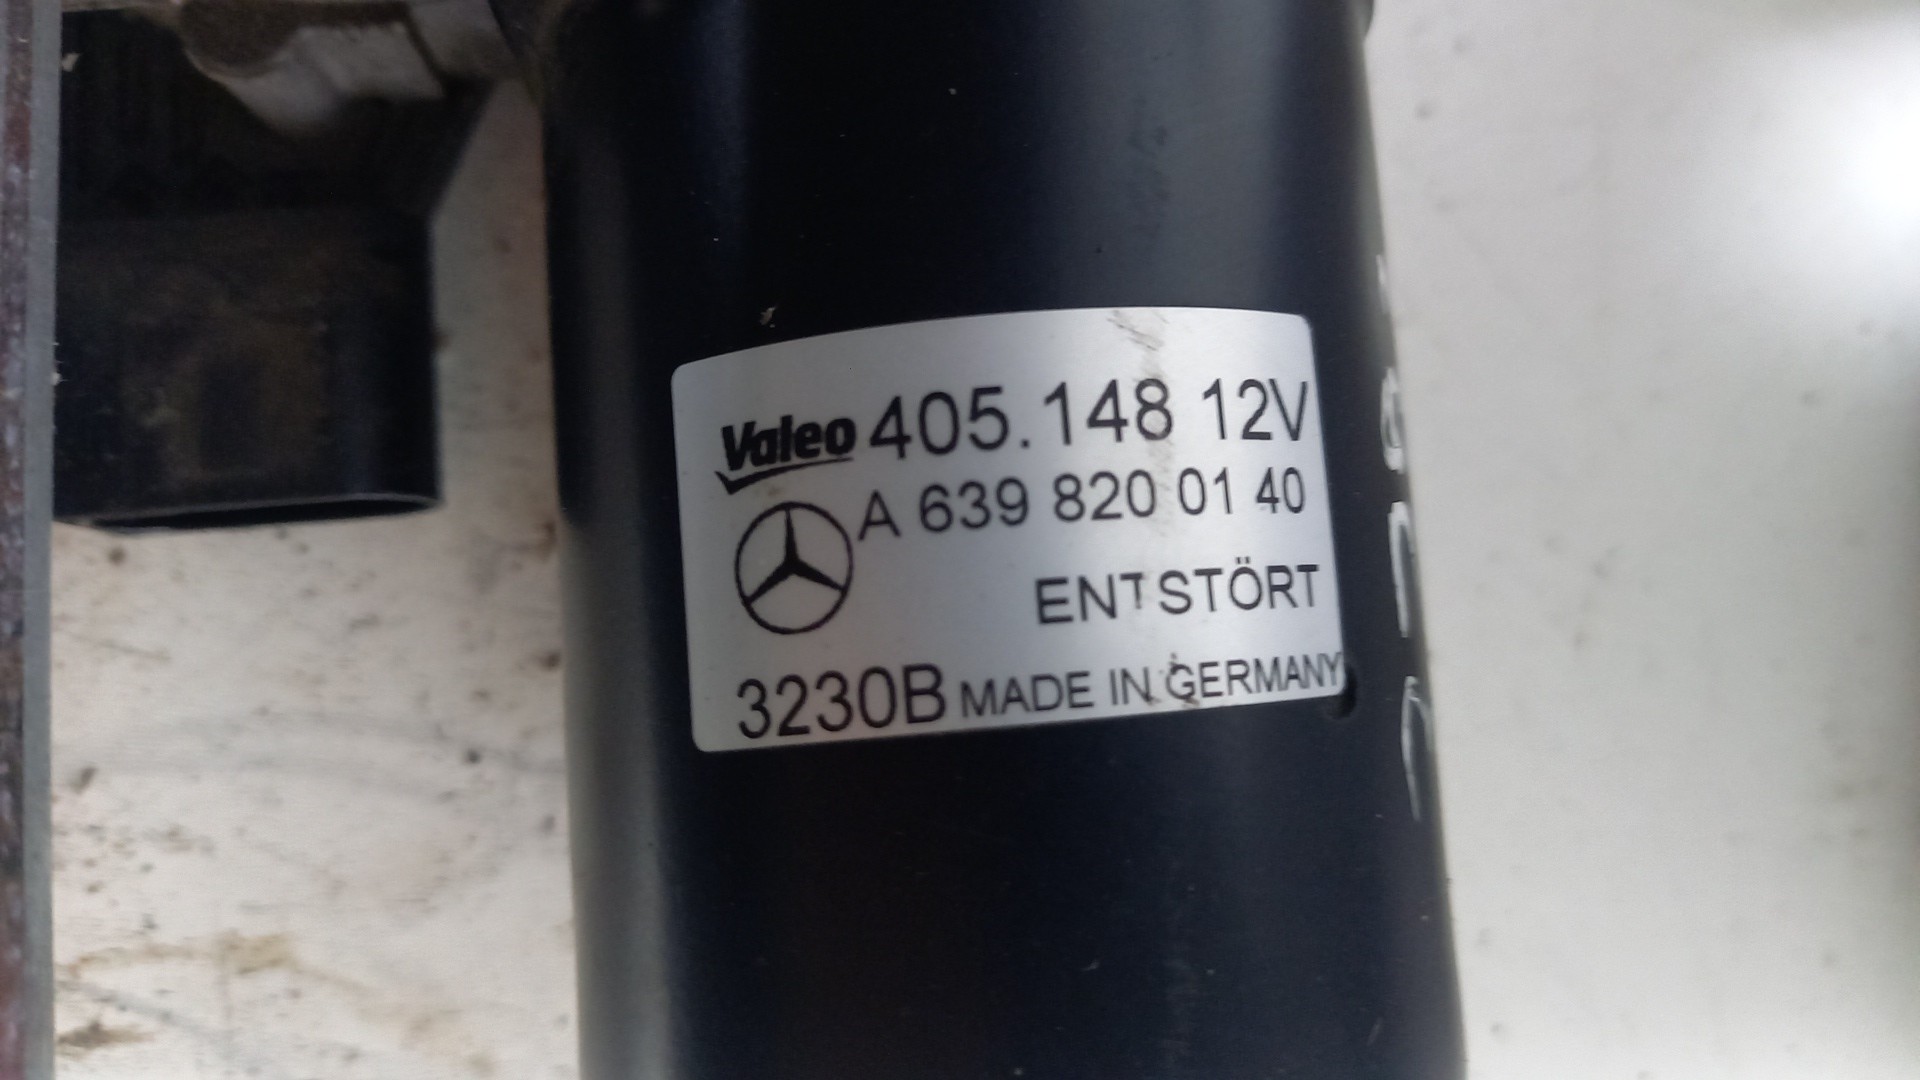 Valeo 405.148 12V
A 639 820 01 40
ENTSTÖRT
3230B MADE IN GERMANY